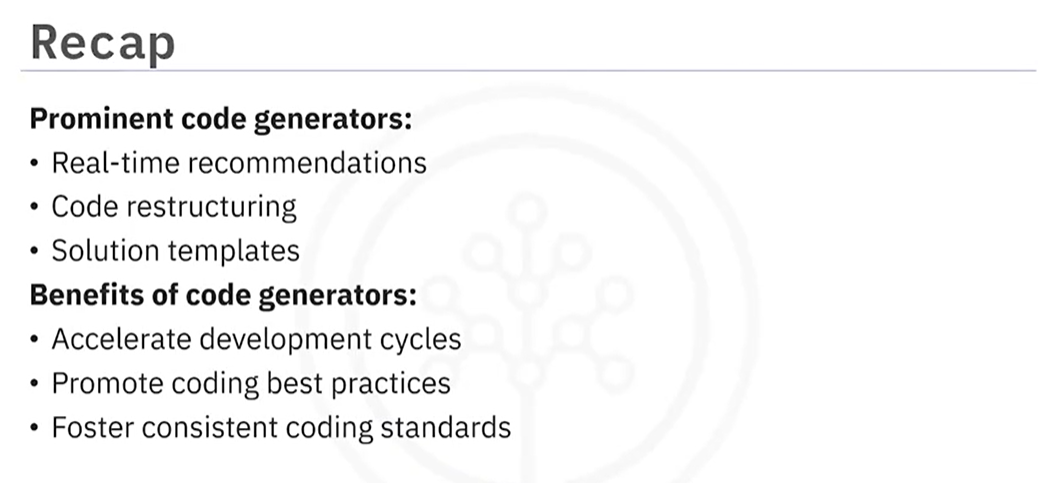 Recap
Prominent code generators:
• Real-time recommendations
• Code restructuring
• Solution templates
Benefits of code generators:
• Accelerate development cycles
• Promote coding best practices
• Foster consistent coding standards